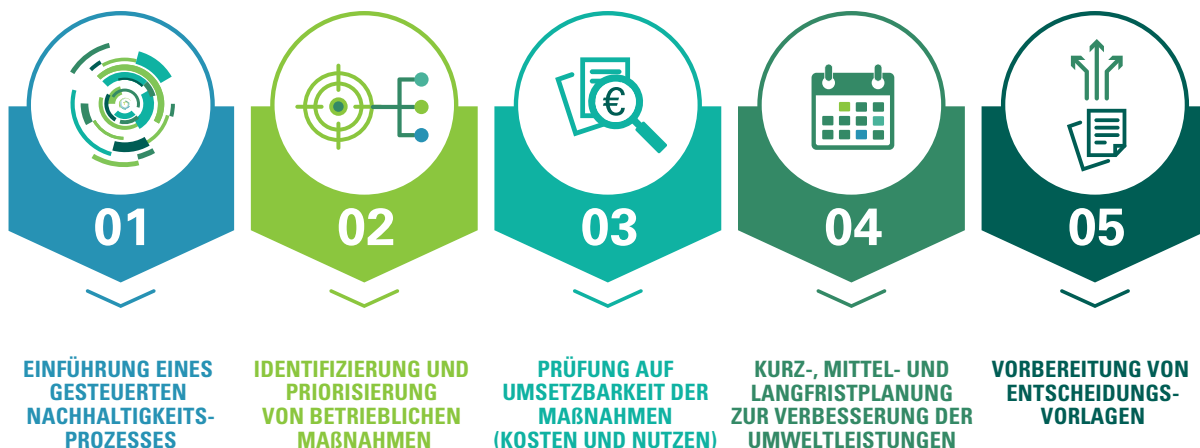 01
EINFÜHRUNG EINES
GESTEUERTEN
NACHHALTIGKEITS-
PROZESSES
02
IDENTIFIZIERUNG UND
PRIORISIERUNG
VON BETRIEBLICHEN
MAẞNAHMEN
€
03
PRÜFUNG AUF
UMSETZBARKEIT DER
MAẞNAHMEN
(KOSTEN UND NUTZEN)
04
KURZ-, MITTEL- UND
LANGFRISTPLANUNG
ZUR VERBESSERUNG DER
UMWELTLEISTUNGEN
05
VORBEREITUNG VON
ENTSCHEIDUNGS-
VORLAGEN